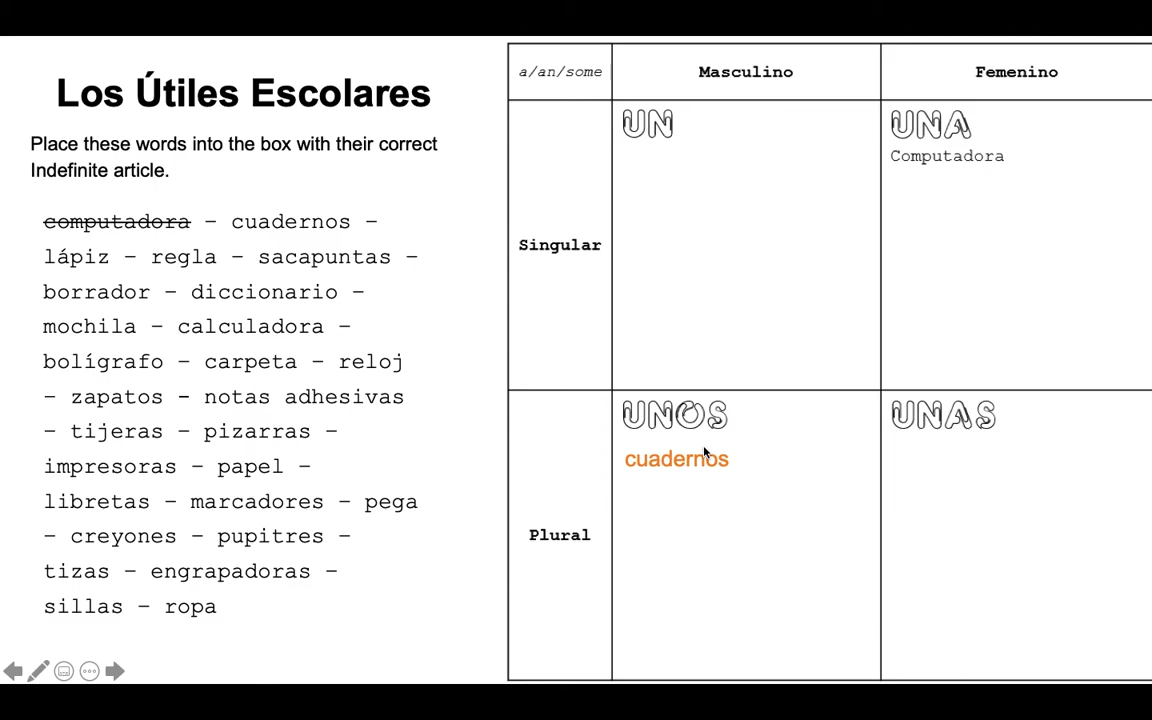 Los Útiles Escolares
Place these words into the box with their correct
Indefinite article.
computadora – cuadernos –
lápiz – regla – sacapuntas –
borrador – diccionario –
mochila – calculadora –
bolígrafo – carpeta – reloj
– zapatos – notas adhesivas
– tijeras – pizarras –
impresoras – papel –
libretas – marcadores – pega
– creyones – pupitres –
tizas – engrapadoras –
sillas – ropa
a/an/some
Masculino
Femenino
Singular
UN
UNA
Computadora
Plural
UNOS
cuadernos
UNAS